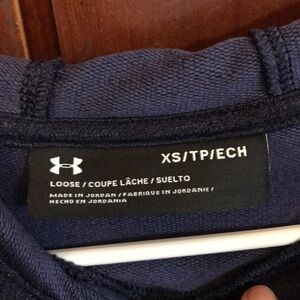 XS/TP/ECH
LOOSE / COUPE LÂCHE / SUELTO
MADE IN JORDAN / FABRIQUÉ EN JORDANIE /
HECHO EN JORDANIA